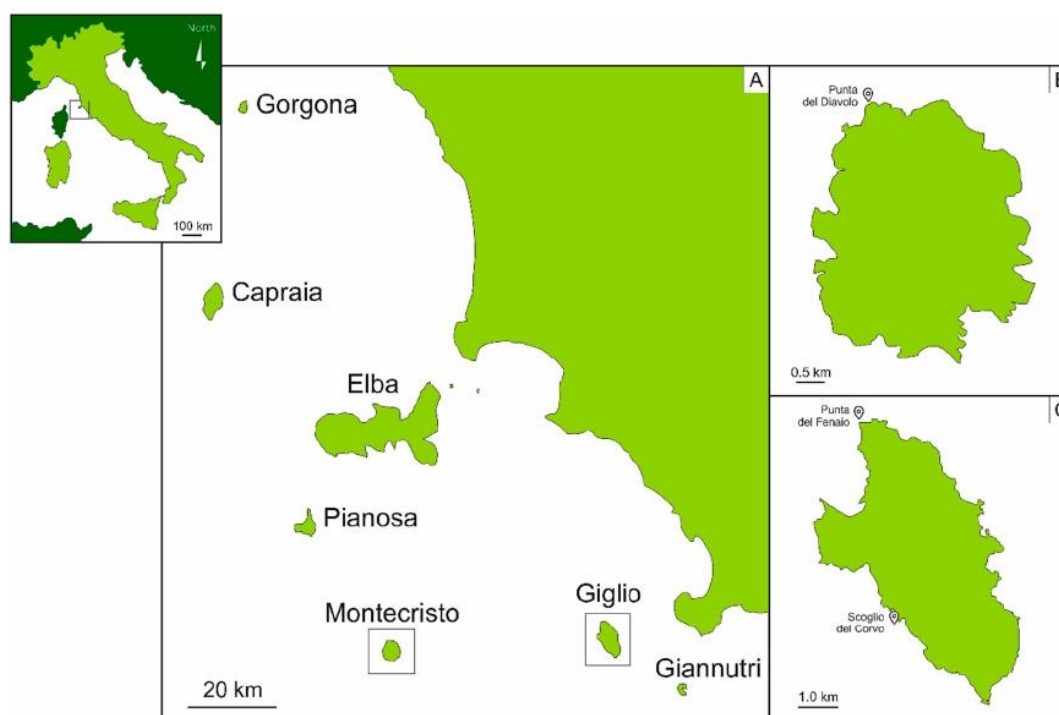 North
100 km
A
Gorgona
Capraia
Elba
Pianosa
Montecristo
Giglio
Giannutri
20 km
B
Punta
del Diavolo
0.5 km
C
Punta
del Fenaio
Scoglio
del Corvo
1.0 km